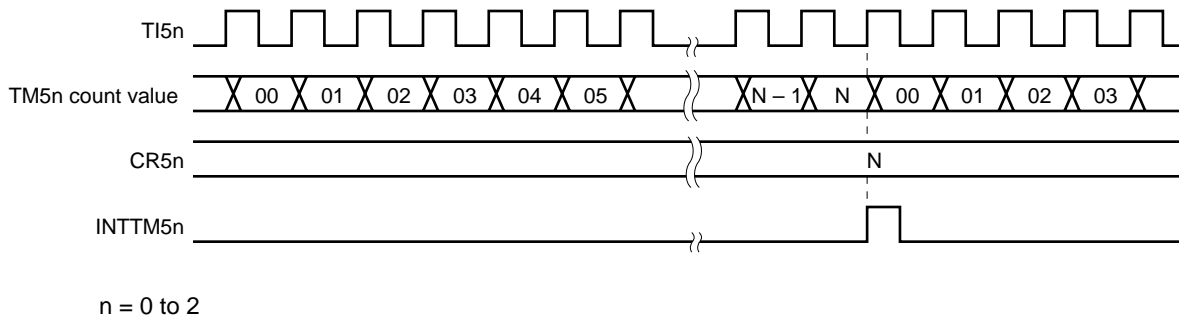 TI5n
TM5n count value 00 01 02 03 04 05 N – 1 N 00 01 02 03
CR5n N
INTTM5n
n = 0 to 2